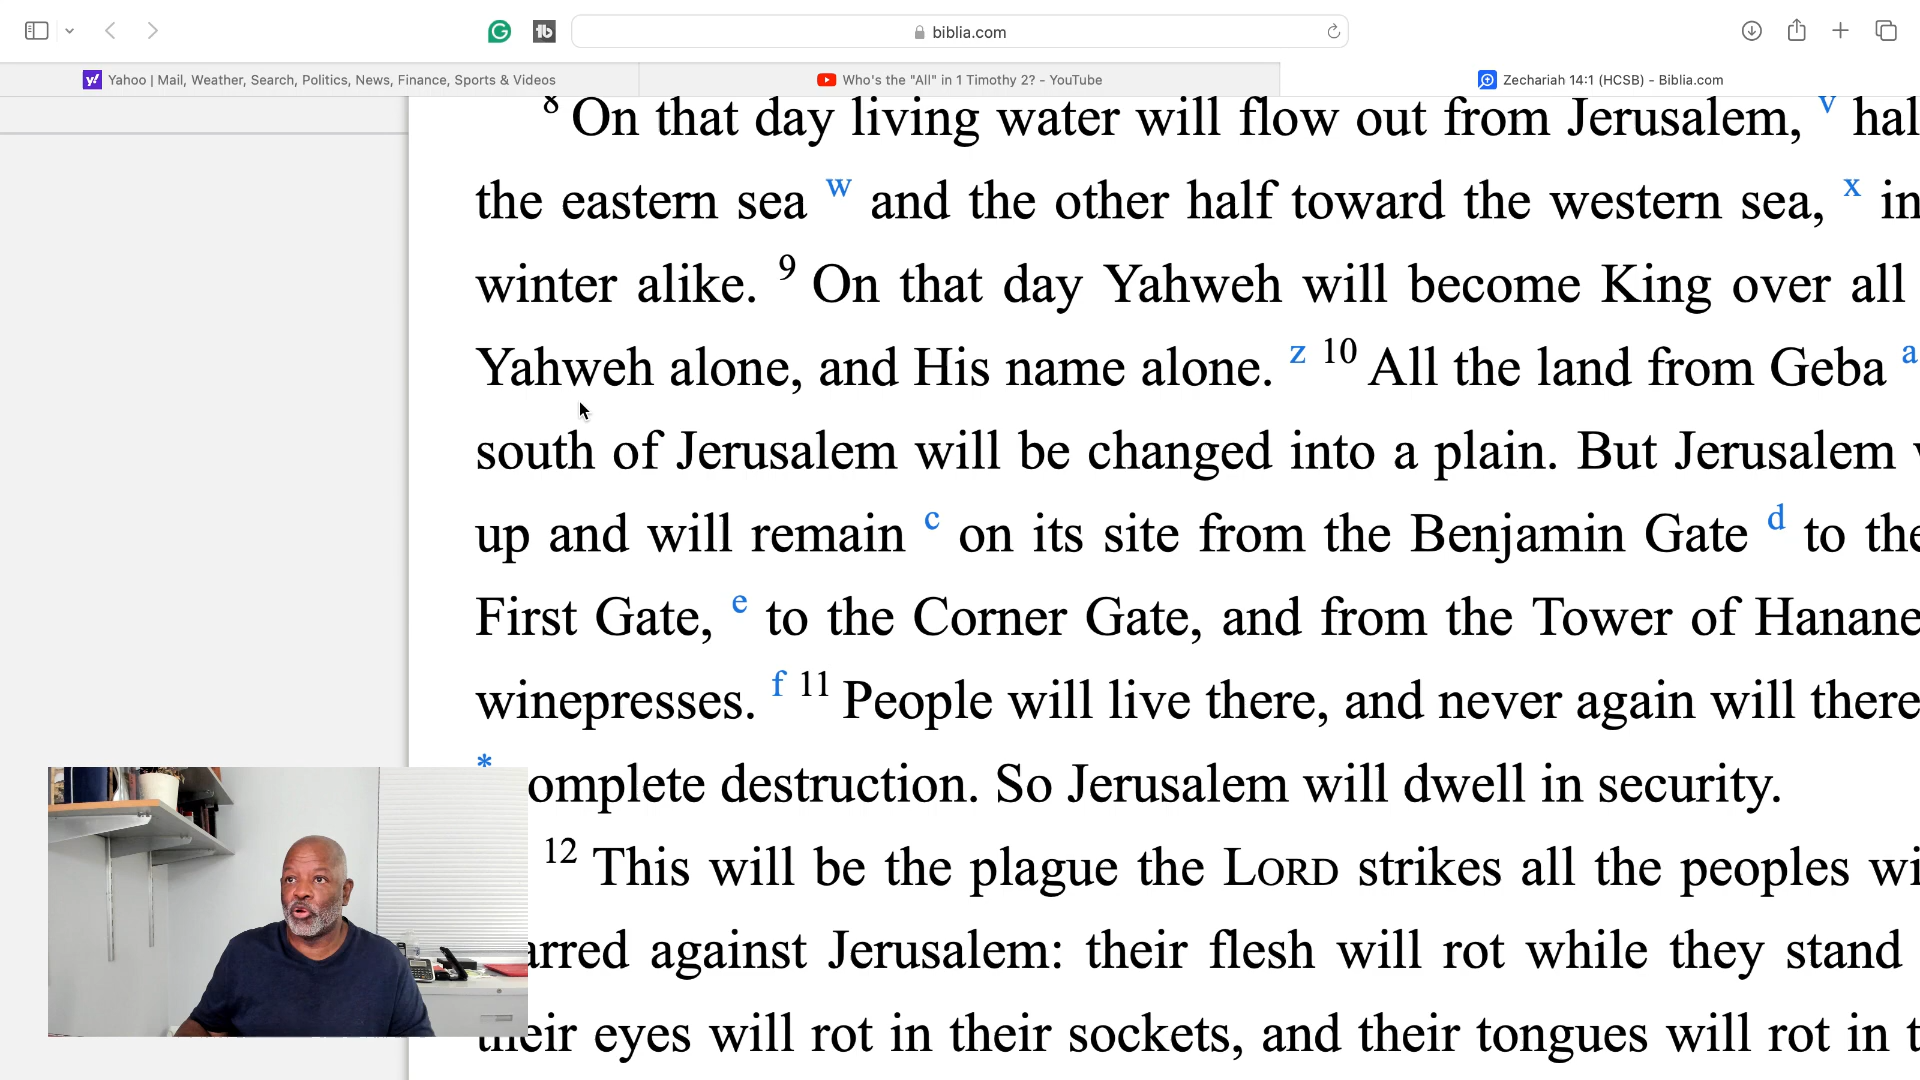 biblia.com
Yahoo | Mail, Weather, Search, Politics, News, Finance, Sports & Videos
Who's the "All" in 1 Timothy 2? - YouTube
Zechariah 14:1 (HCSB) - Biblia.com
8 On that day living water will flow out from Jerusalem, v
the eastern sea w and the other half toward the western sea, x in
winter alike. 9 On that day Yahweh will become King over all
Yahweh alone, and His name alone. z 10 All the land from Geba a
south of Jerusalem will be changed into a plain. But Jerusalem
up and will remain c on its site from the Benjamin Gate d to the
First Gate, e to the Corner Gate, and from the Tower of
winepresses. f 11 People will live there, and never again will there
* omplete destruction. So Jerusalem will dwell in security.
12 This will be the plague the LORD strikes all the peoples
against Jerusalem: their flesh will rot while they stand
eyes will rot in their sockets, and their tongues will rot in